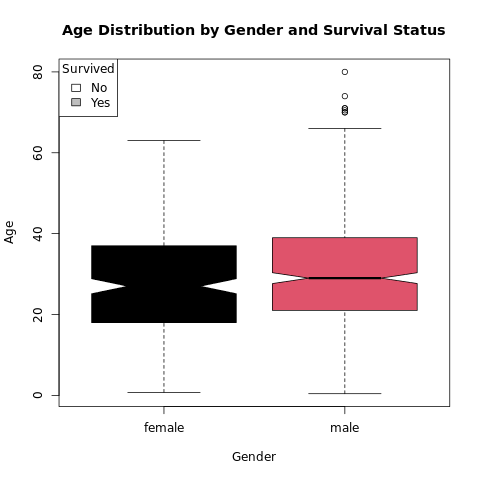 Age Distribution by Gender and Survival Status
Survived
No
Yes
80
60
40
20
0
Age
female
male
Gender